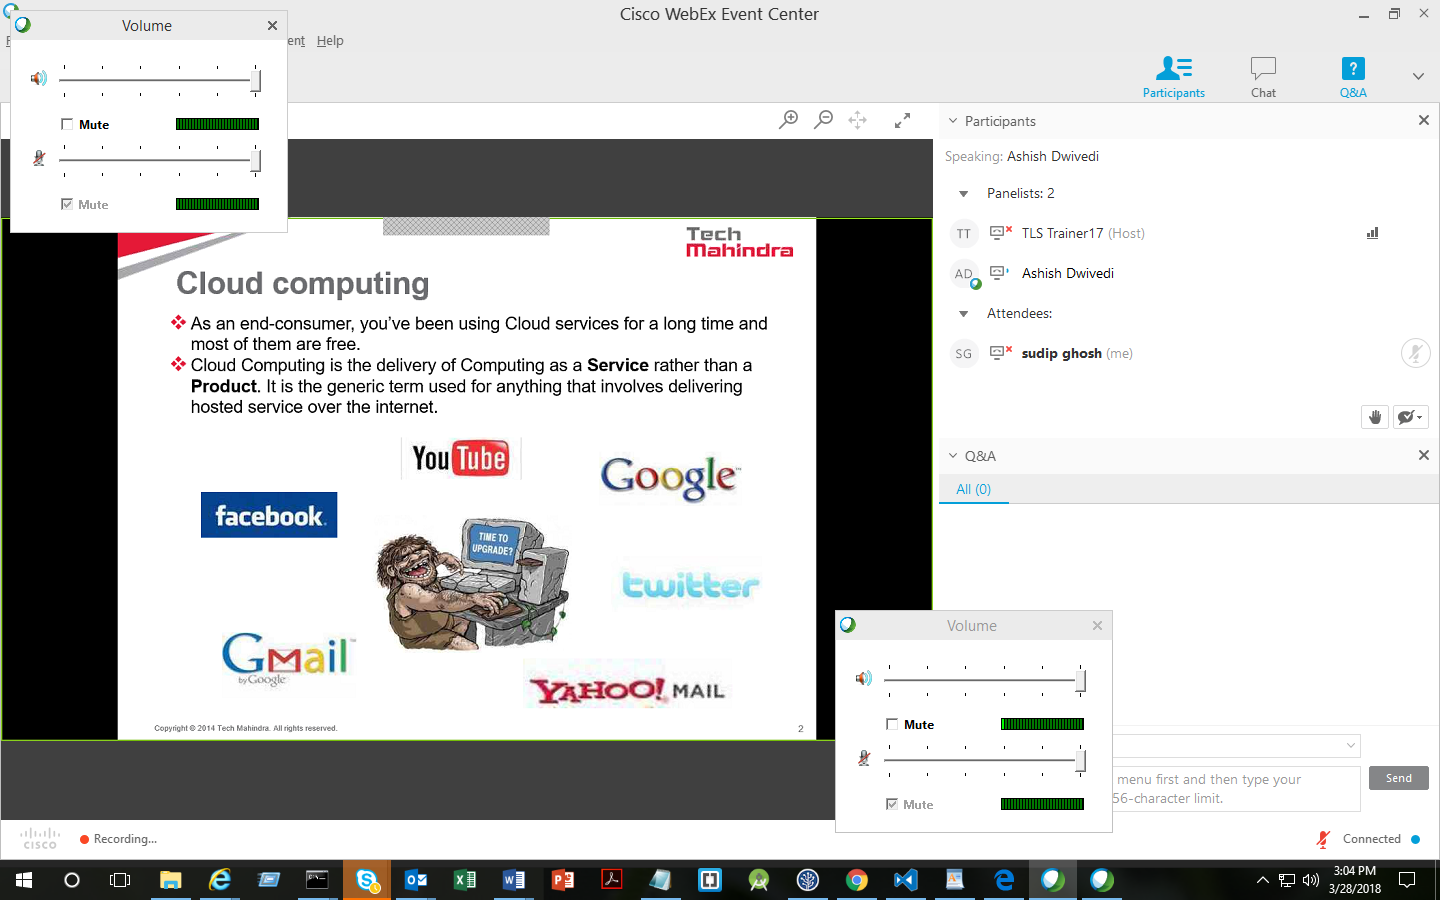 Cisco WebEx Event Center
Volume
ent Help
Mute
Mute
Participants
Chat
Q&A
Participants
Speaking: Ashish Dwivedi
Panelists: 2
TT TLS Trainer17 (Host)
AD Ashish Dwivedi
Attendees:
SG sudip ghosh (me)
Q&A
All (0)
Tech
Mahindra
Cloud computing
As an end-consumer, you've been using Cloud services for a long time and
most of them are free.
Cloud Computing is the delivery of Computing as a Service rather than a
Product. It is the generic term used for anything that involves delivering
hosted service over the internet.
YouTube
Google™
facebook.
TIME TO
UPGRADE?
twitter
Gmail™
by Google
YAHOO! MAIL
Copyright © 2014 Tech Mahindra. All rights reserved.
2
Volume
Mute
Mute
menu first and then type your
56-character limit.
Send
cisco
Recording...
Connected
3:04 PM
3/28/2018